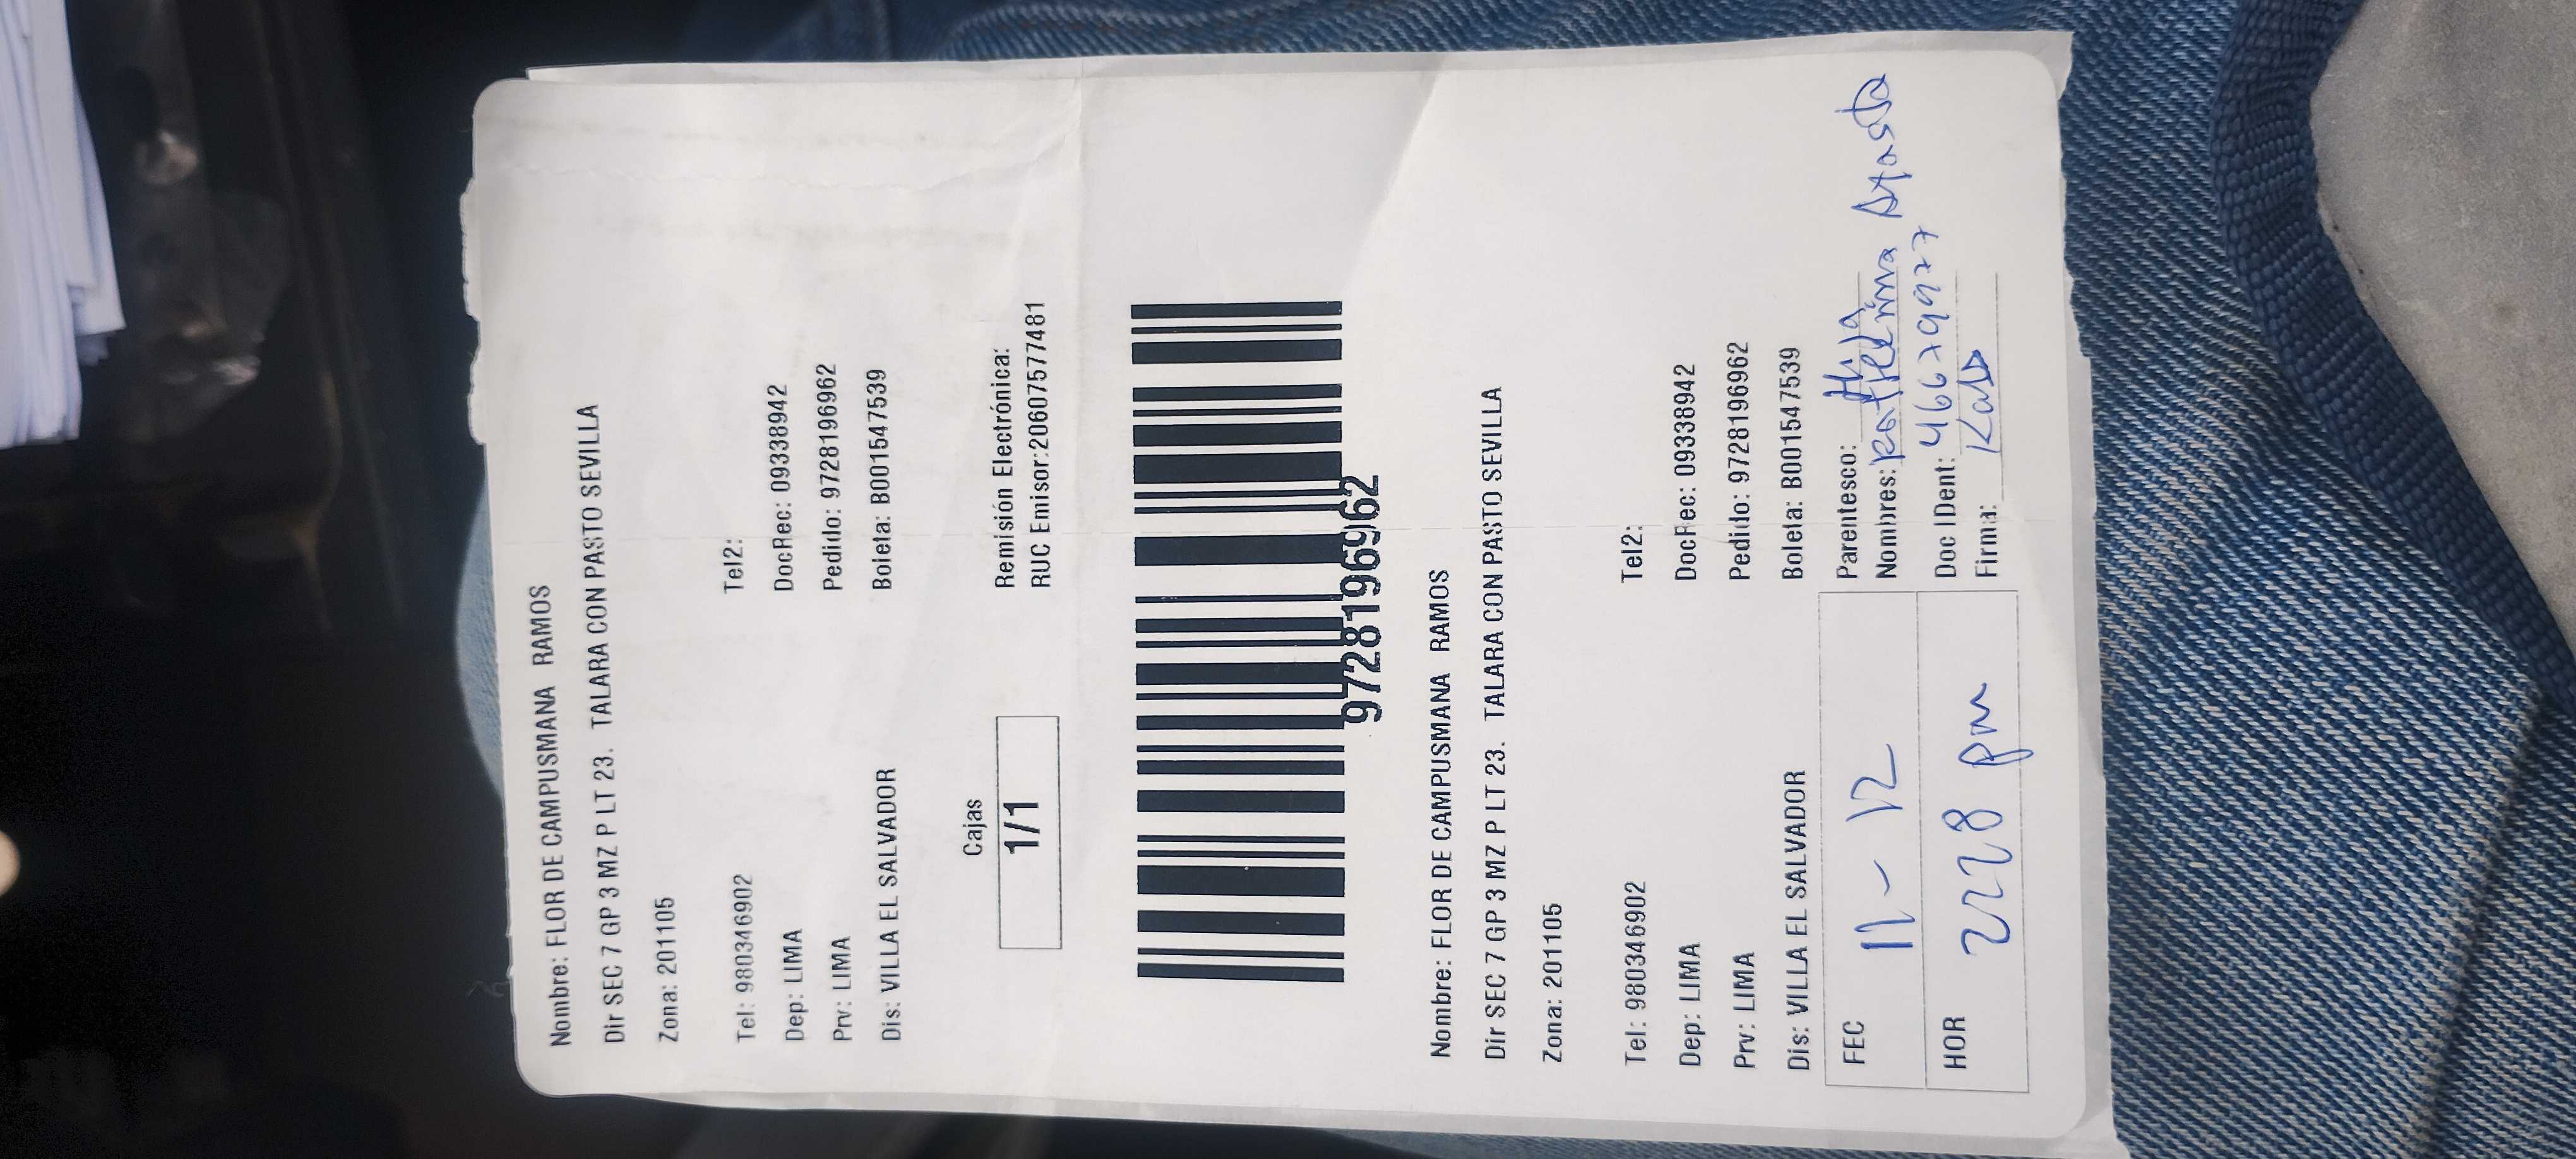 Nombre: FLOR DE CAMPUSMANA RAMOS
Dir SEC 7 GP 3 MZ P LT 23. TALARA CON PASTO SEVILLA
Zona: 201105
Tel: 980346902 Tel2:
Dep: LIMA DocRec: 09338942
Prv: LIMA Pedido: 972819696962
Dis: VILLA EL SALVADOR Boleta: B001547539
Cajas Remisión Electrónica:
1/1 RUC Emisor:20607577481
9728196962
Nombre: FLOR DE CAMPUSMANA RAMOS
Dir SEC 7 GP 3 MZ P LT 23. TALARA CON PASTO SEVILLA
Zona: 201105
Tel: 980346902 Tel2:
Dep: LIMA DocRec: 09338942
Prv: LIMA Pedido: 9728196962
Dis: VILLA EL SALVADOR Boleta: B001547539
FEC 11-12 Parentesco: Hija
Nombres:
HOR 2228 pm Doc IDent: 46679977
Firma: